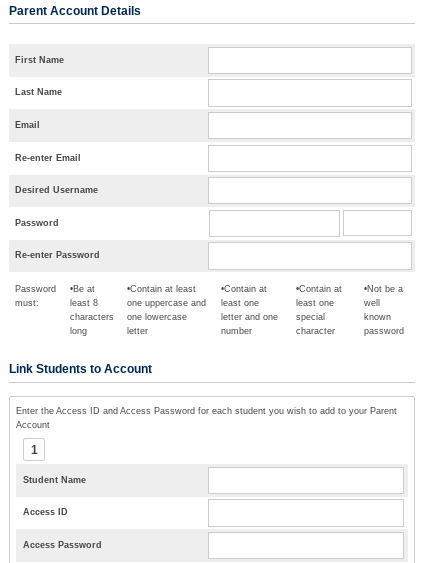 Parent Account Details
First Name
Last Name
Email
Re-enter Email
Desired Username
Password
Re-enter Password
Password must:
•Be at least 8 characters long
•Contain at least one uppercase and one lowercase letter
•Contain at least one letter and one number
•Contain at least one special character
•Not be a well known password
Link Students to Account
Enter the Access ID and Access Password for each student you wish to add to your Parent
Account
1
Student Name
Access ID
Access Password